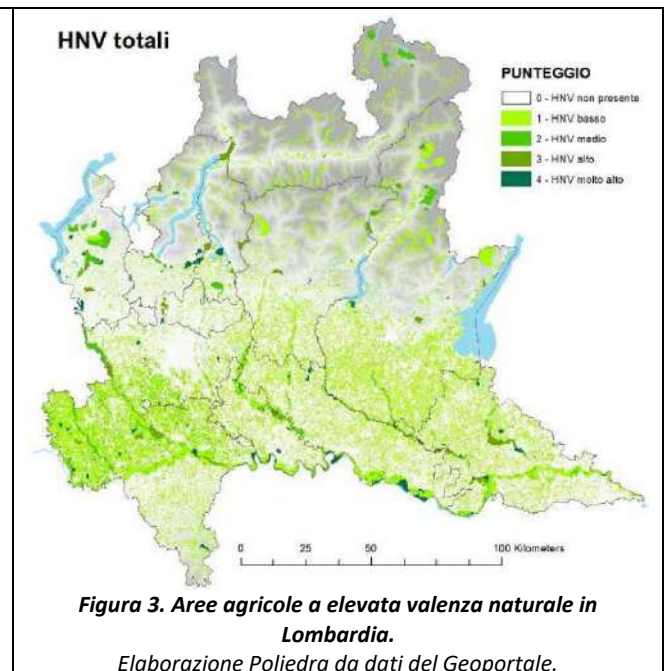 HNV totali
PUNTEGGIO
0 - HNV non presente
1 - HNV basso
2 - HNV medio
3 - HNV alto
4 - HNV molto alto
0 25 50 100 Kilometers
Figura 3. Aree agricole a elevata valenza naturale in
Lombardia.
Elaborazione Poliedra da dati del Geoportale.